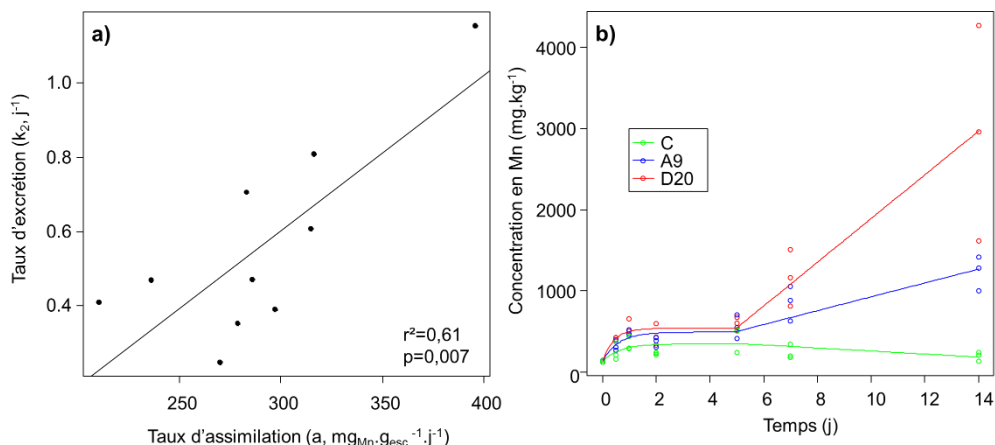 a)
Taux d'excrétion (k₂, j⁻¹)
1.0
0.8
0.6
0.4
r²=0,61
p=0,007
250
300
350
400
Taux d'assimilation (a, mg_Mn.g_esc⁻¹.j⁻¹)
b)
Concentration en Mn (mg.kg⁻¹)
4000
3000
2000
1000
0
C
A9
D20
0
2
4
6
8
10
12
14
Temps (j)